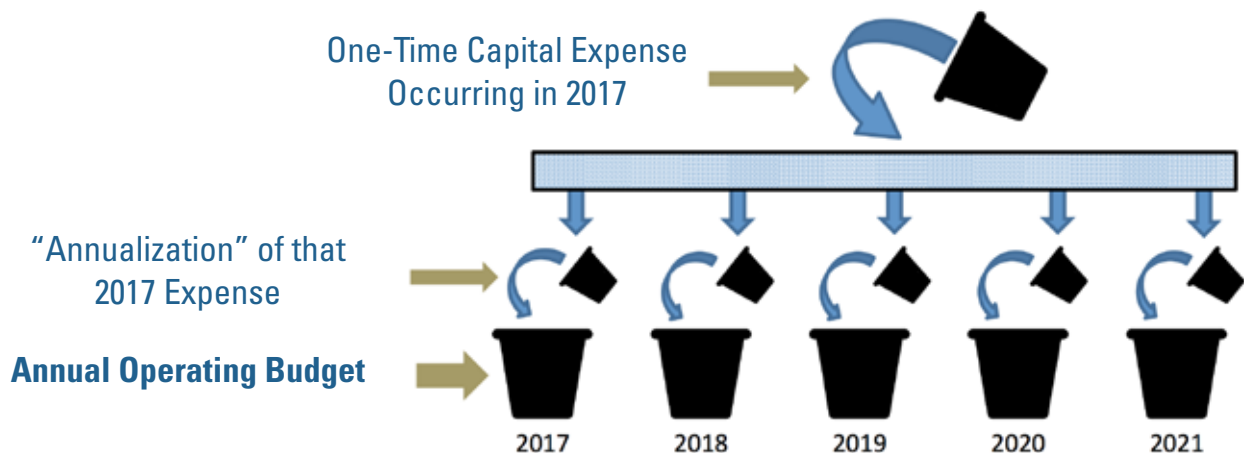 One-Time Capital Expense
Occurring in 2017
“Annualization” of that
2017 Expense
Annual Operating Budget
2017 2018 2019 2020 2021